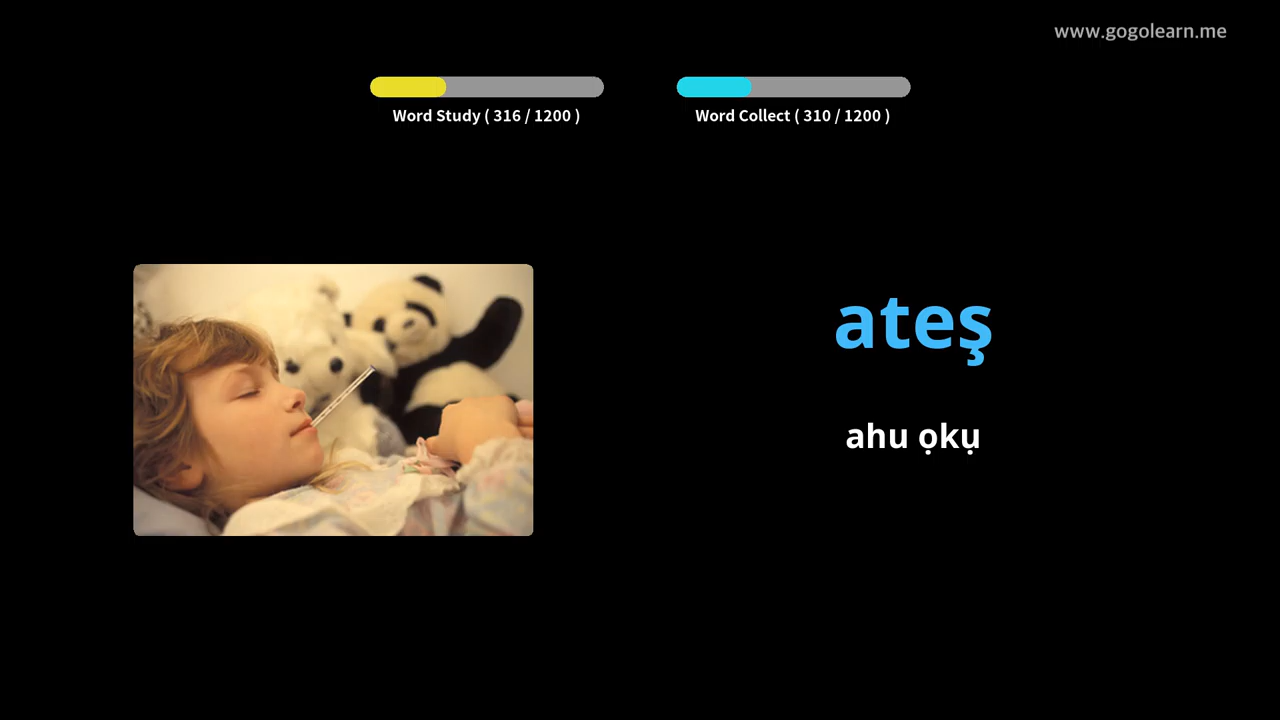 www.gogolearn.me
Word Study ( 316 / 1200 )
Word Collect ( 310 / 1200 )
ateş
ahu ọkụ